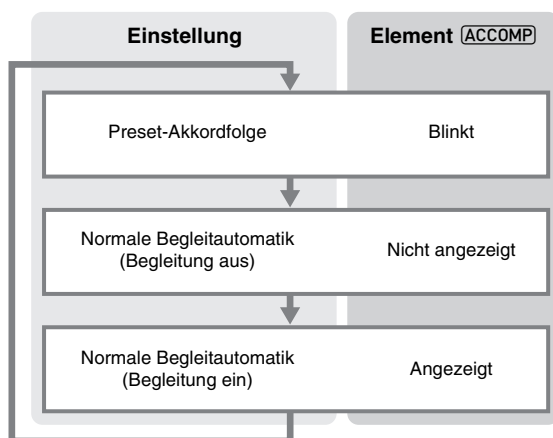 Einstellung
Element ACCOMP
Preset-Akkordfolge
Blinkt
Normale Begleitautomatik
(Begleitung aus)
Nicht angezeigt
Normale Begleitautomatik
(Begleitung ein)
Angezeigt